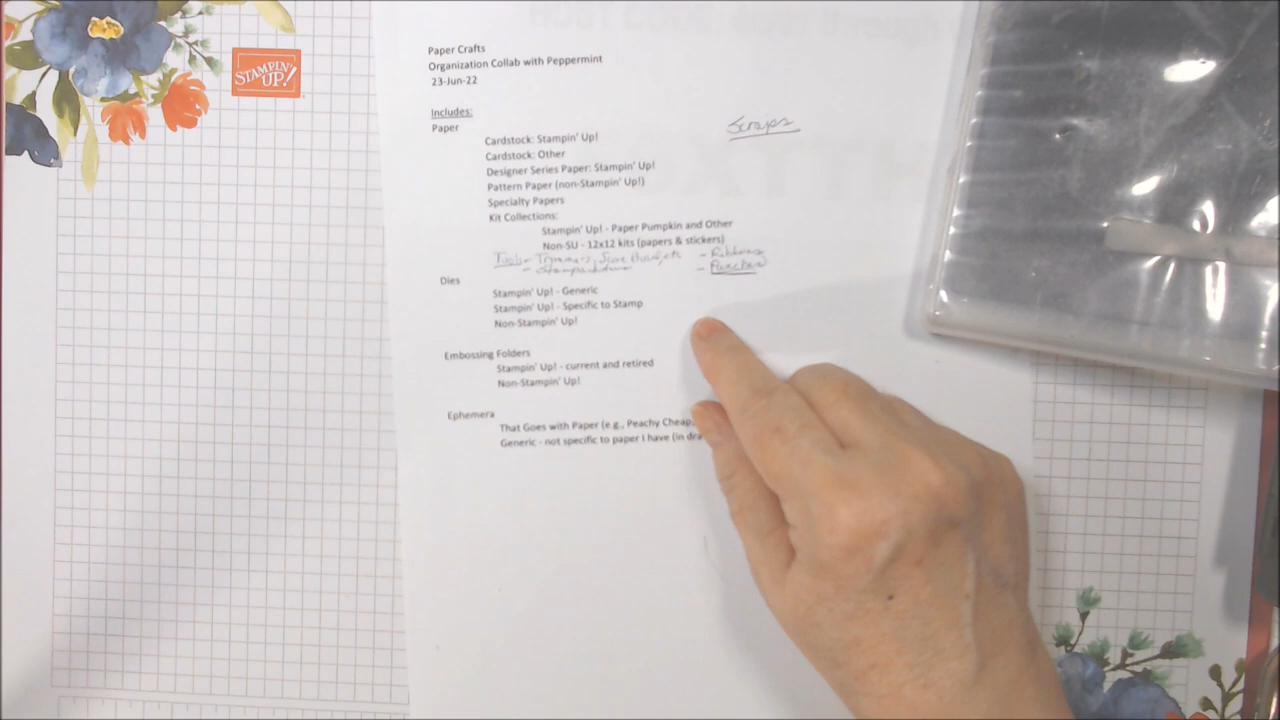 STAMPIN' UP!
Paper Crafts
Organization Collab with Peppermint
23-Jun-22
Includes:
Paper
Scraps
Cardstock: Stampin' Up!
Cardstock: Other
Designer Series Paper: Stampin' Up!
Pattern Paper (non-Stampin' Up!)
Specialty Papers
Kit Collections:
Stampin' Up! - Paper Pumpkin and Other
Non-SU - 12x12 kits (papers & stickers)
Tools - Trimmers, Score - Ribbons
- Punches
Dies
Stampin' Up! - Generic
Stampin' Up! - Specific to Stamp
Non-Stampin' Up!
Embossing Folders
Stampin' Up! - current and retired
Non-Stampin' Up!
Ephemera
That Goes with Paper (e.g., Peachy Cheap,
Generic - not specific to paper I have (in